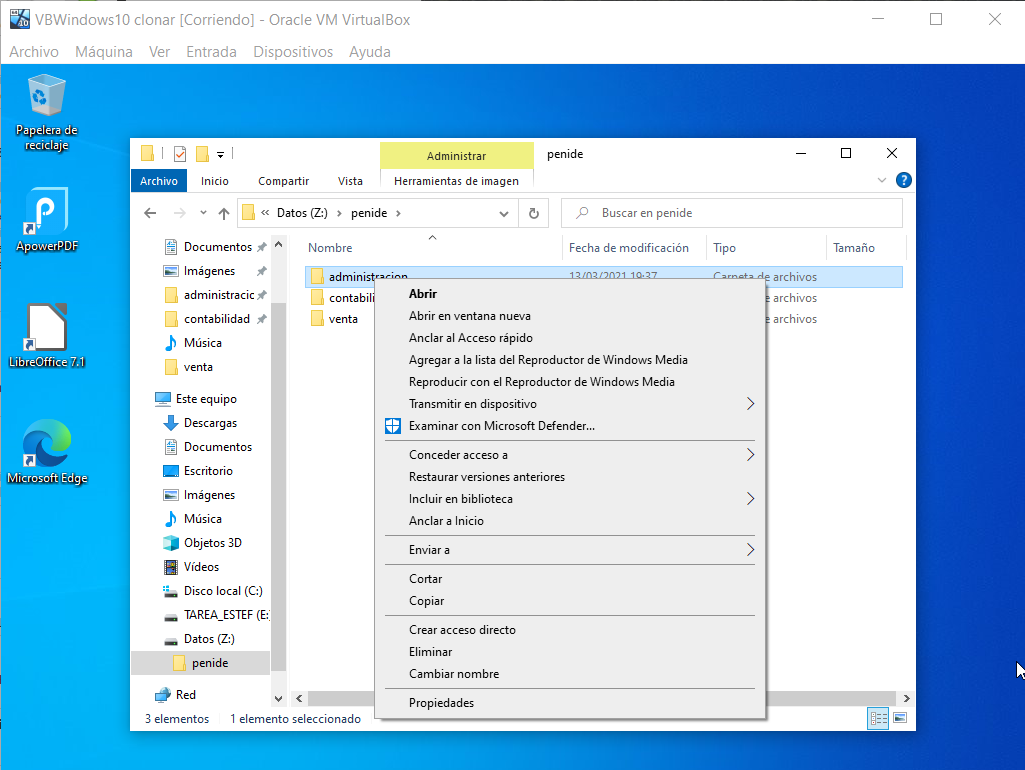 VBWindows10 clonar [Corriendo] - Oracle VM VirtualBox
Archivo Máquina Ver Entrada Dispositivos Ayuda
Papelera de
reciclaje
ApowerPDF
LibreOffice 7.1
Microsoft Edge
Administrar penide
Archivo Inicio Compartir Vista Herramientas de imagen
« Datos (Z:) › penide › Buscar en penide
Nombre Fecha de modificación Tipo Tamaño
Documentos
Imágenes
administracic
contabilidad
Música
venta
Este equipo
Descargas
Documentos
Escritorio
Imágenes
Música
Objetos 3D
Vídeos
Disco local (C:)
TAREA_ESTEF (E:
Datos (Z:)
penide
Red
administracion 13/03/2021 19:37 Carpeta de archivos
contabili e archivos
venta e archivos
Abrir
Abrir en ventana nueva
Anclar al Acceso rápido
Agregar a la lista del Reproductor de Windows Media
Reproducir con el Reproductor de Windows Media
Transmitir en dispositivo
Examinar con Microsoft Defender...
Conceder acceso a
Restaurar versiones anteriores
Incluir en biblioteca
Anclar a Inicio
Enviar a
Cortar
Copiar
Crear acceso directo
Eliminar
Cambiar nombre
Propiedades
3 elementos 1 elemento seleccionado